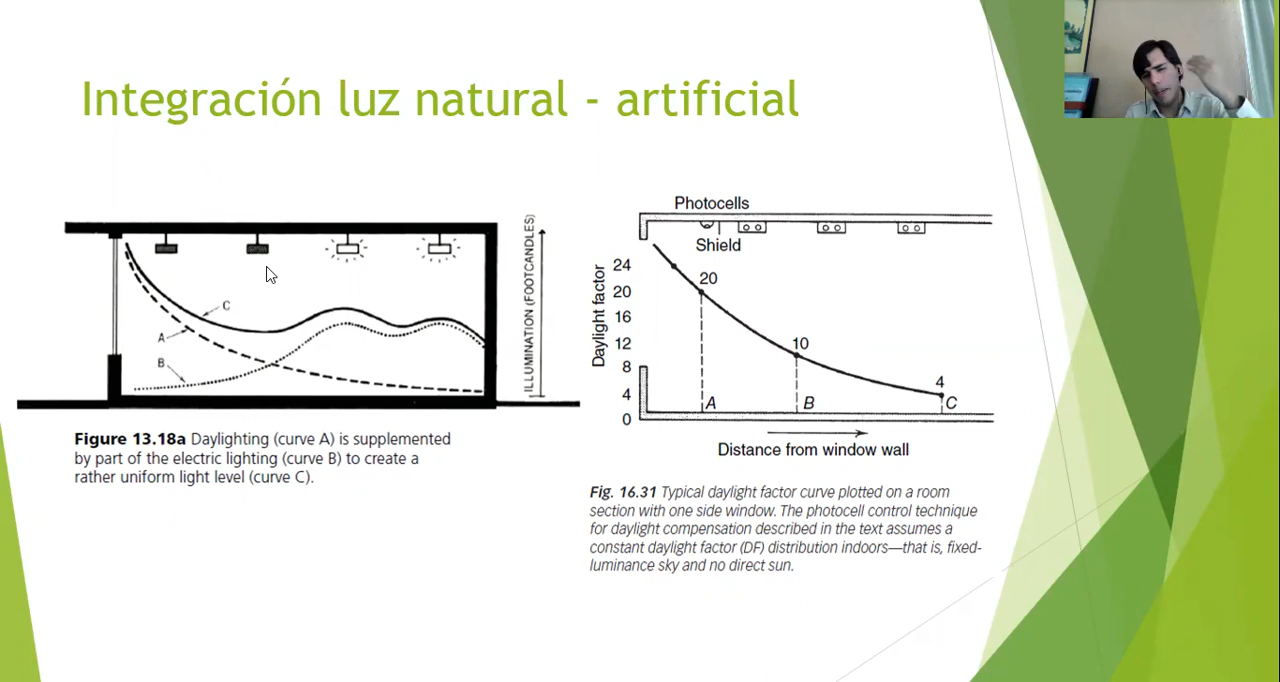 Integración luz natural - artificial
C
A
B
ILLUMINATION (FOOTCANDLES)
Figure 13.18a Daylighting (curve A) is supplemented
by part of the electric lighting (curve B) to create a
rather uniform light level (curve C).
Photocells
Shield
Daylight factor
24
20
16
12
8
4
0
20
10
4
A
B
C
Distance from window wall
Fig. 16.31 Typical daylight factor curve plotted on a room
section with one side window. The photocell control technique
for daylight compensation described in the text assumes a
constant daylight factor (DF) distribution indoors—that is, fixed-
luminance sky and no direct sun.